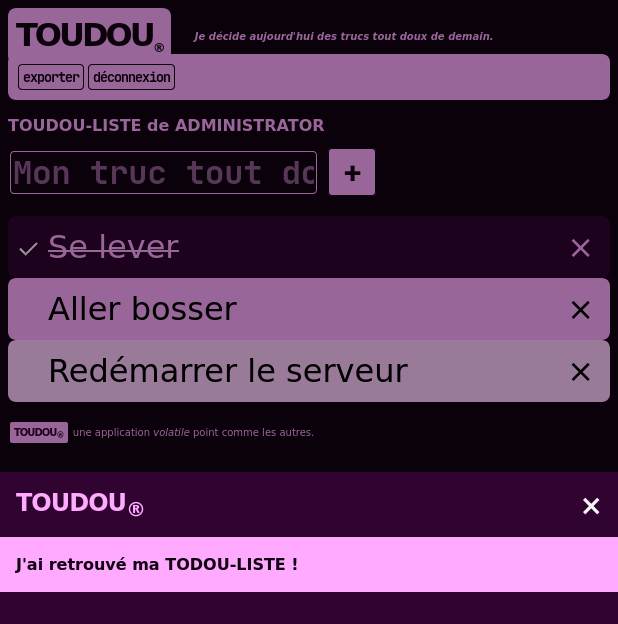 TOUDOU®
Je décide aujourd'hui des trucs tout doux de demain.
exporter déconnexion
TOUDOU-LISTE de ADMINISTRATOR
Mon truc tout do
+
Se lever
Aller bosser
Redémarrer le serveur
TOUDOU® une application volatile point comme les autres.
TOUDOU®
J'ai retrouvé ma TODOU-LISTE !